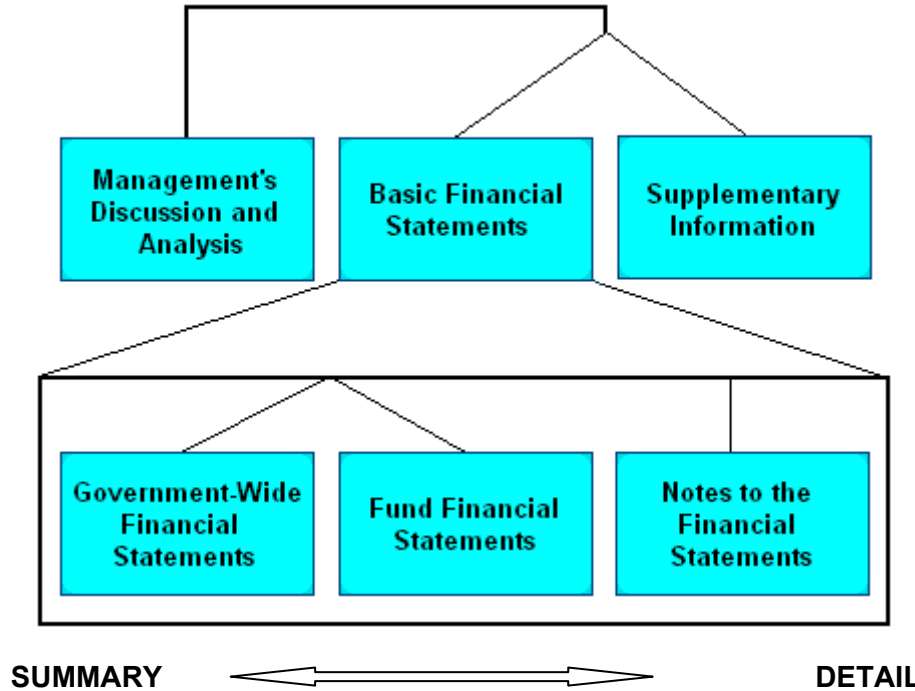 Management's
Discussion and
Analysis
Basic Financial
Statements
Supplementary
Information
Government-Wide
Financial
Statements
Fund Financial
Statements
Notes to the
Financial
Statements
SUMMARY
DETAIL